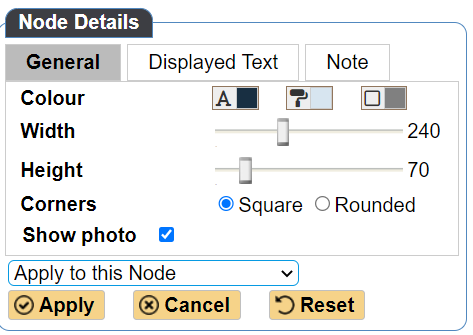 Node Details
General Displayed Text Note
Colour A
Width 240
Height 70
Corners Square Rounded
Show photo
Apply to this Node
Apply Cancel Reset